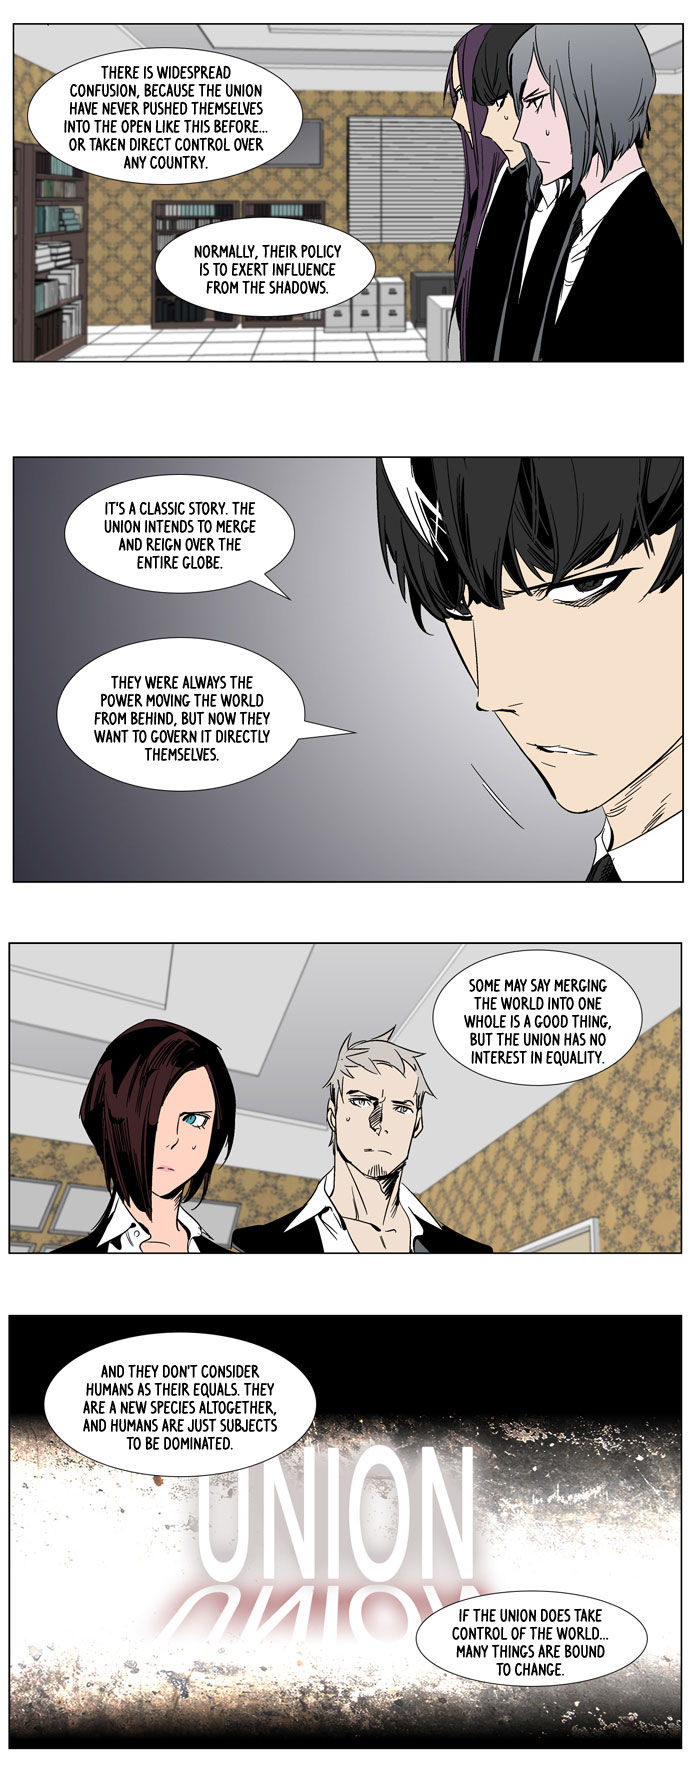 THERE IS WIDESPREAD
CONFUSION, BECAUSE THE UNION
HAVE NEVER PUSHED THEMSELVES
INTO THE OPEN LIKE THIS BEFORE...
OR TAKEN DIRECT CONTROL OVER
ANY COUNTRY.
NORMALLY, THEIR POLICY
IS TO EXERT INFLUENCE
FROM THE SHADOWS.
IT'S A CLASSIC STORY. THE
UNION INTENDS TO MERGE
AND REIGN OVER THE
ENTIRE GLOBE.
THEY WERE ALWAYS THE
POWER MOVING THE WORLD
FROM BEHIND, BUT NOW THEY
WANT TO GOVERN IT DIRECTLY
THEMSELVES.
SOME MAY SAY MERGING
THE WORLD INTO ONE
WHOLE IS A GOOD THING,
BUT THE UNION HAS NO
INTEREST IN EQUALITY.
AND THEY DON'T CONSIDER
HUMANS AS THEIR EQUALS. THEY
ARE A NEW SPECIES ALTOGETHER,
AND HUMANS ARE JUST SUBJECTS
TO BE DOMINATED.
UNION
IF THE UNION DOES TAKE
CONTROL OF THE WORLD...
MANY THINGS ARE BOUND
TO CHANGE.